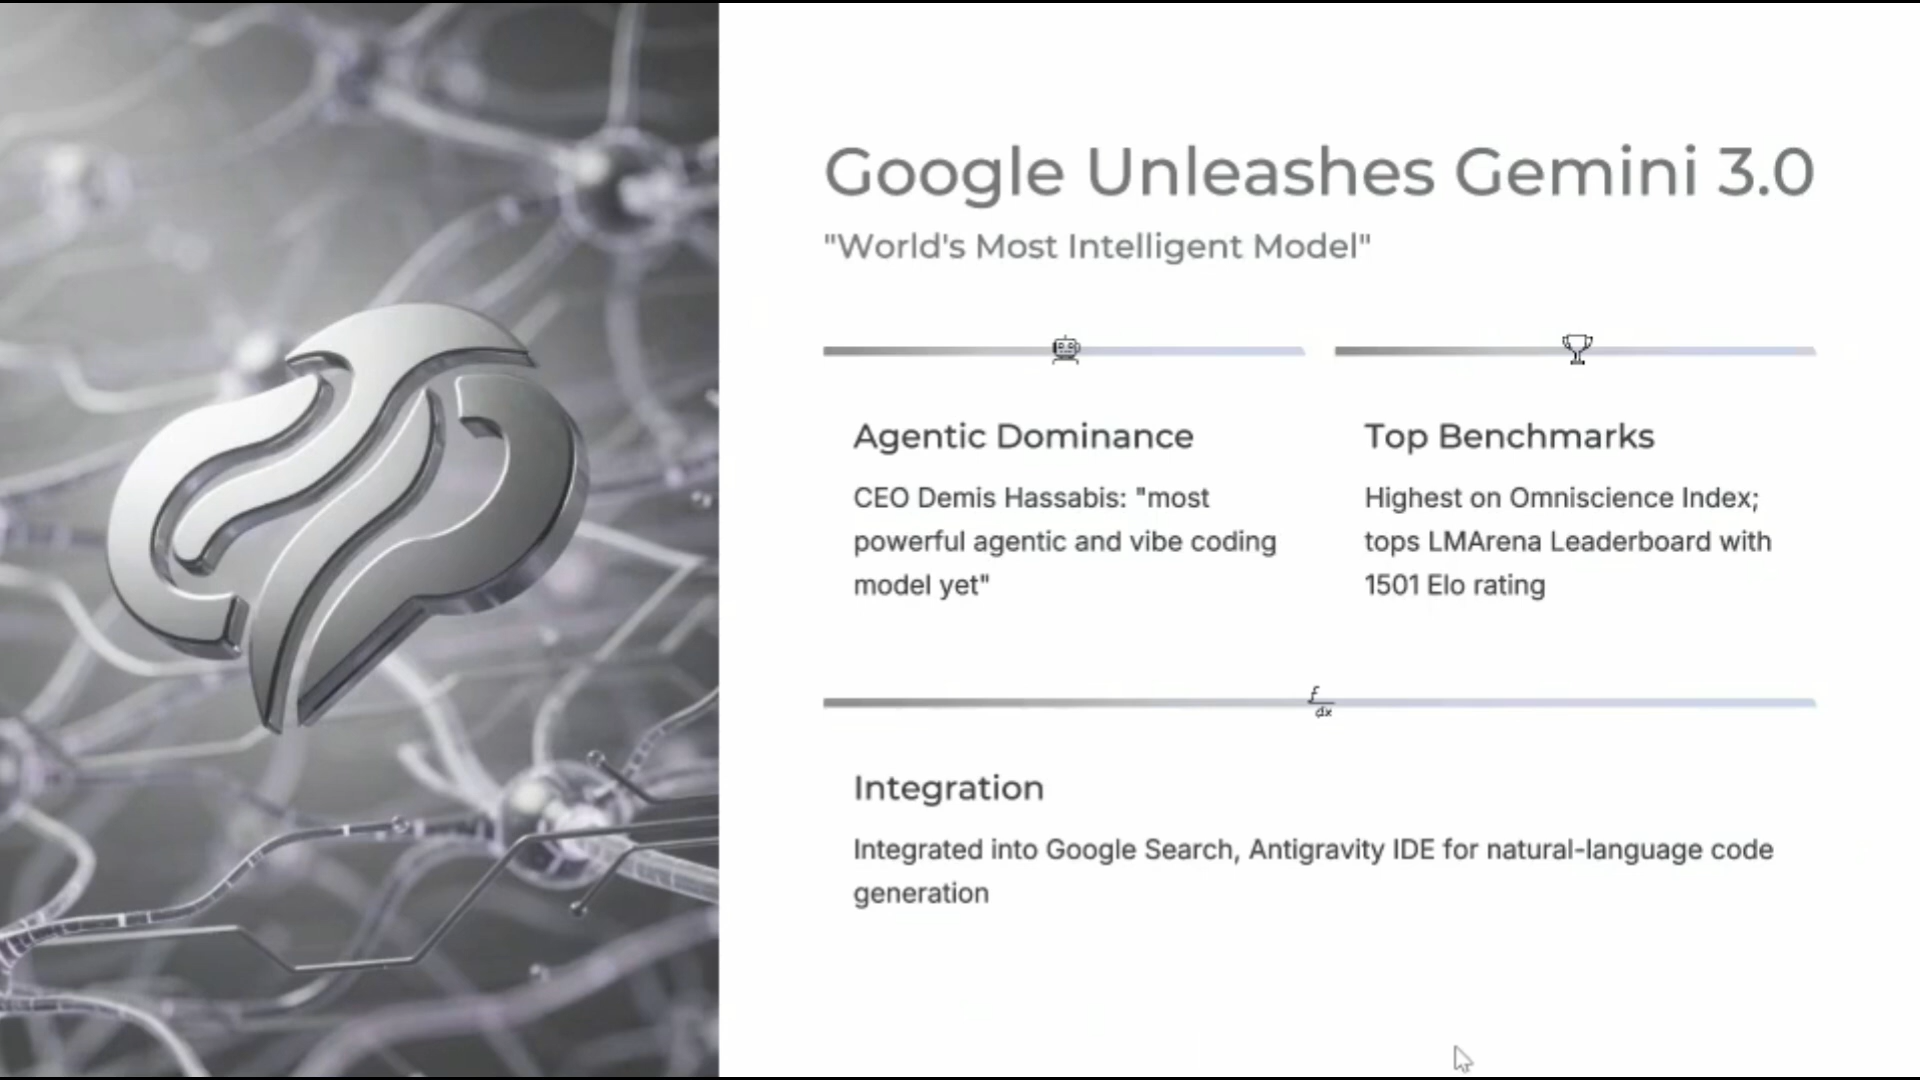 Google Unleashes Gemini 3.0
"World's Most Intelligent Model"
Agentic Dominance
CEO Demis Hassabis: "most
powerful agentic and vibe coding
model yet"
Top Benchmarks
Highest on Omniscience Index;
tops LMArena Leaderboard with
1501 Elo rating
f
dx
Integration
Integrated into Google Search, Antigravity IDE for natural-language code
generation